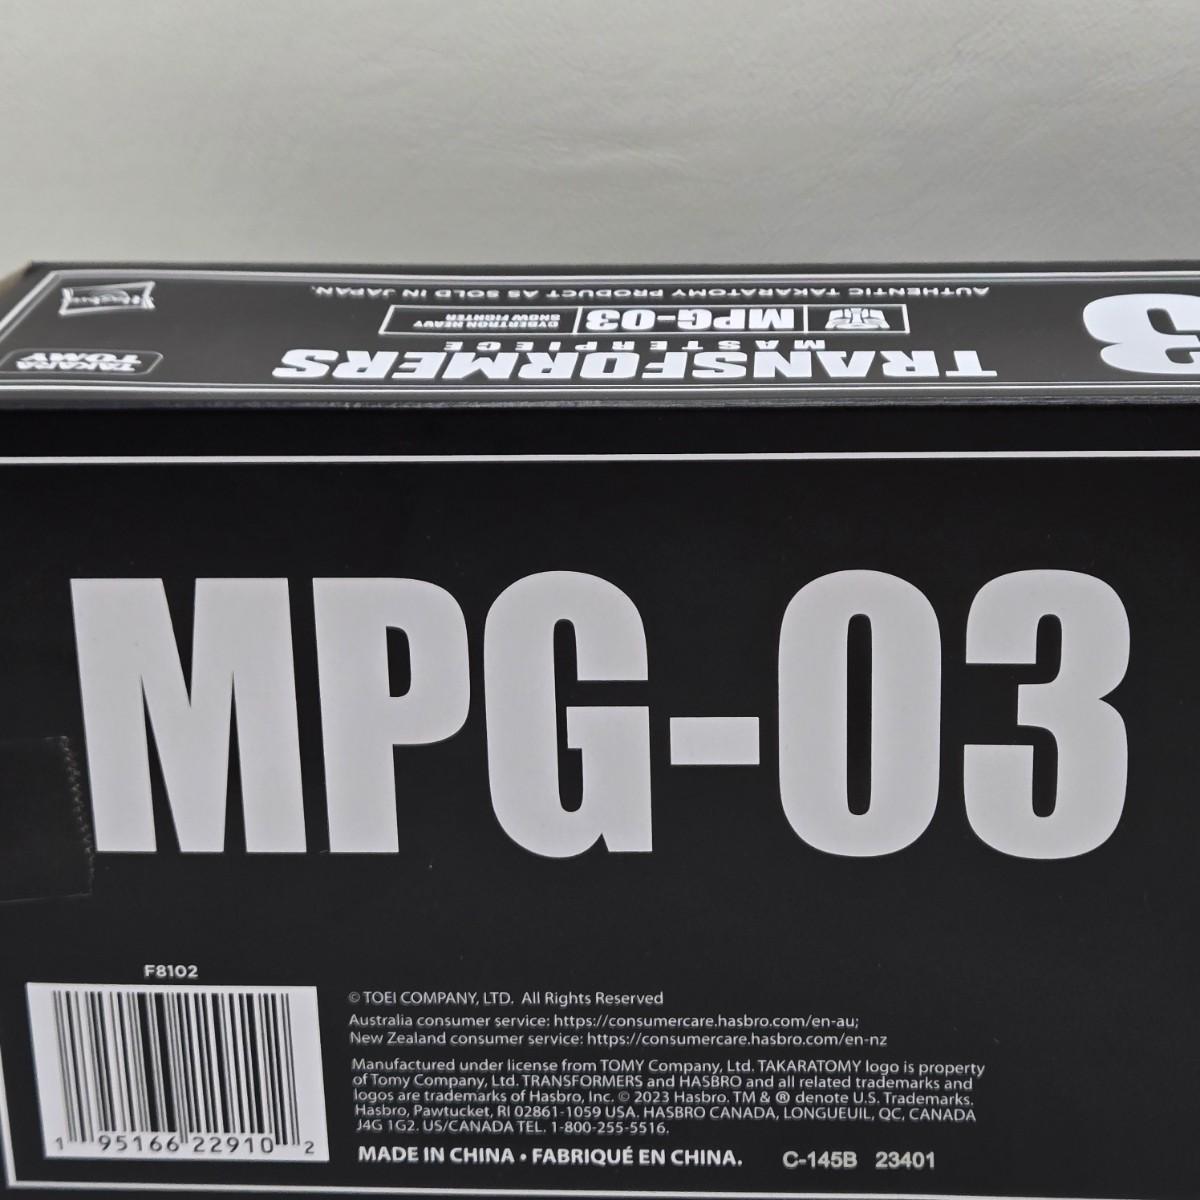 AUTHENTIC TAKARATOMY PRODUCT AS SOLD IN JAPAN.
Hasbro
MPG-03
CYBERTRON HEAVY
SNOW FIGHTER
3
MASTERPIECE
TRANSFORMERS
TAKARA
TOMY
MPG-03
F8102
1 95166 22910 2
© TOEI COMPANY, LTD. All Rights Reserved
Australia consumer service: https://consumercare.hasbro.com/en-au;
New Zealand consumer service: https://consumercare.hasbro.com/en-nz
Manufactured under license from TOMY Company, Ltd. TAKARATOMY logo is property
of Tomy Company, Ltd. TRANSFORMERS and HASBRO and all related trademarks and
logos are trademarks of Hasbro, Inc. © 2023 Hasbro. TM & ® denote U.S. Trademarks.
Hasbro, Pawtucket, RI 02861-1059 USA. HASBRO CANADA, LONGUEUIL, QC, CANADA
J4G 1G2. US/CANADA TEL. 1-800-255-5516.
MADE IN CHINA • FABRIQUÉ EN CHINA. C-145B 23401